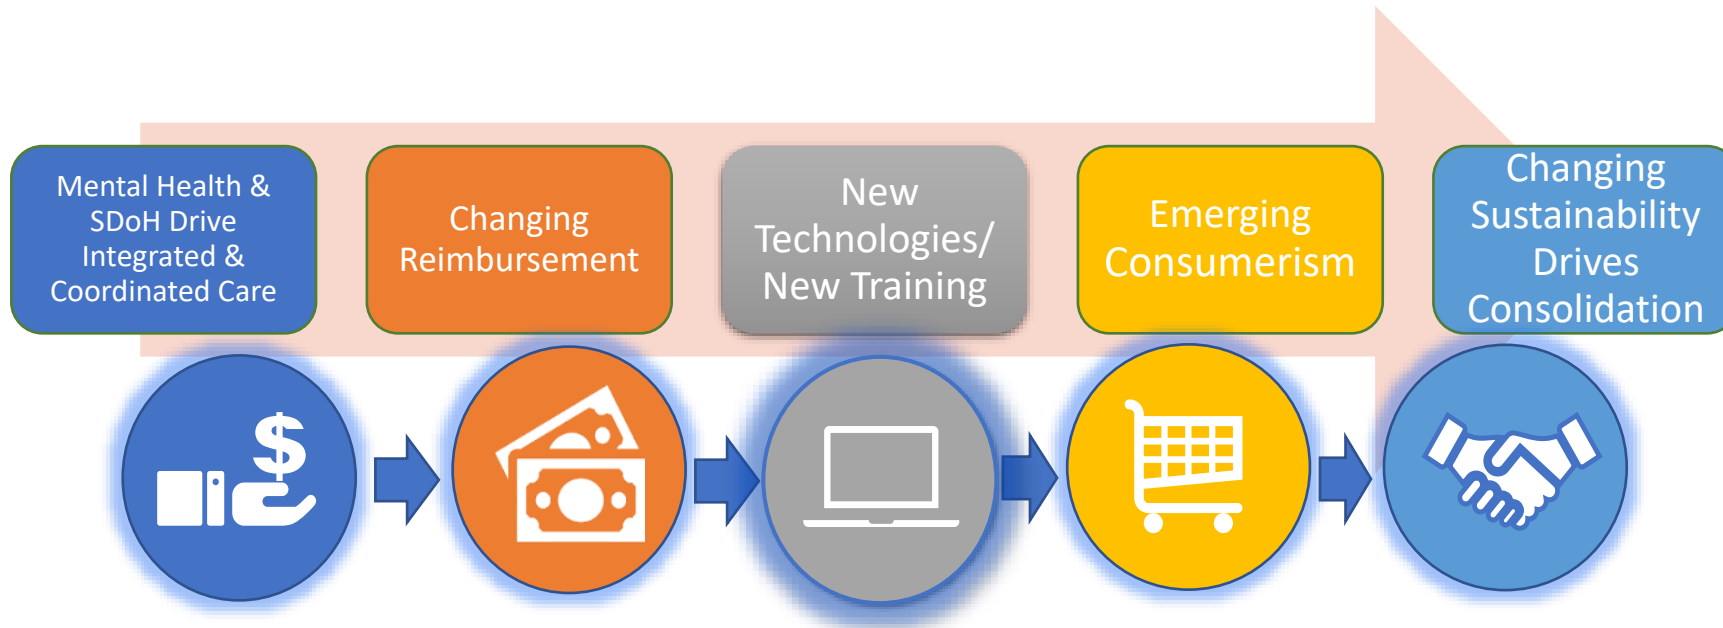 Mental Health &
SDoH Drive
Integrated &
Coordinated Care
Changing
Reimbursement
New
Technologies/
New Training
Emerging
Consumerism
Changing
Sustainability
Drives
Consolidation
$